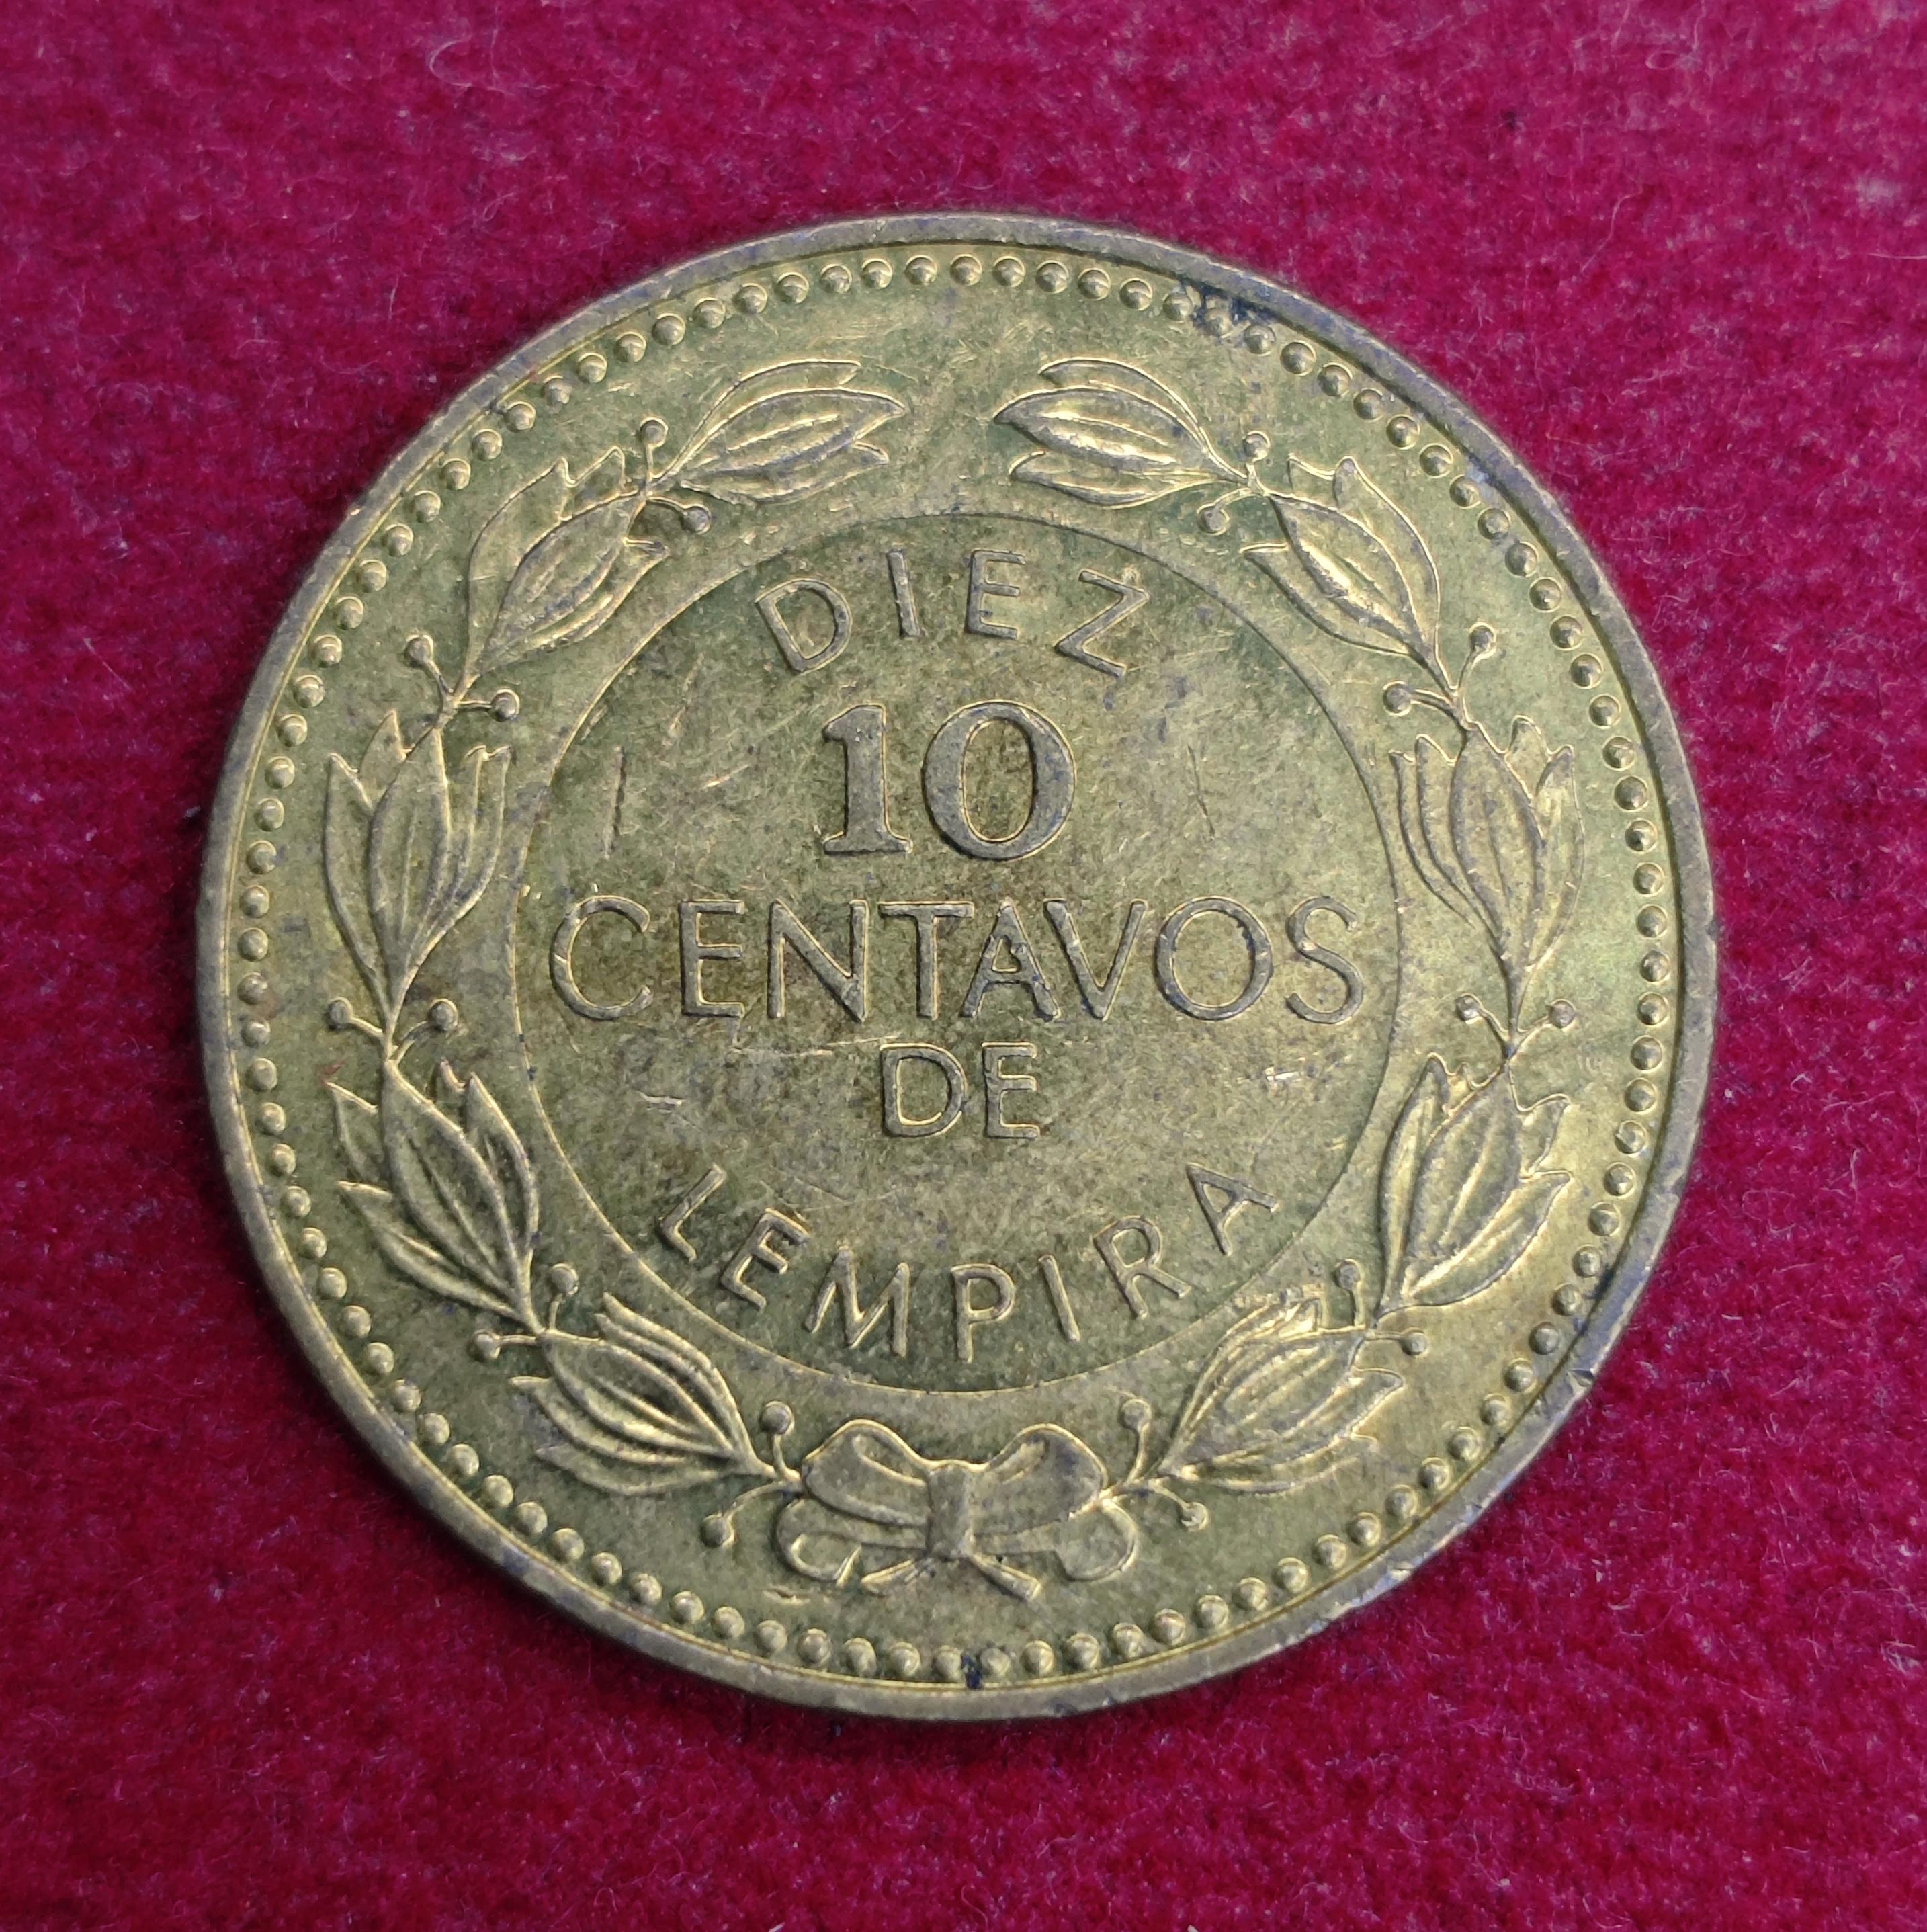 DIEZ
10
CENTAVOS
DE
LEMPIRA